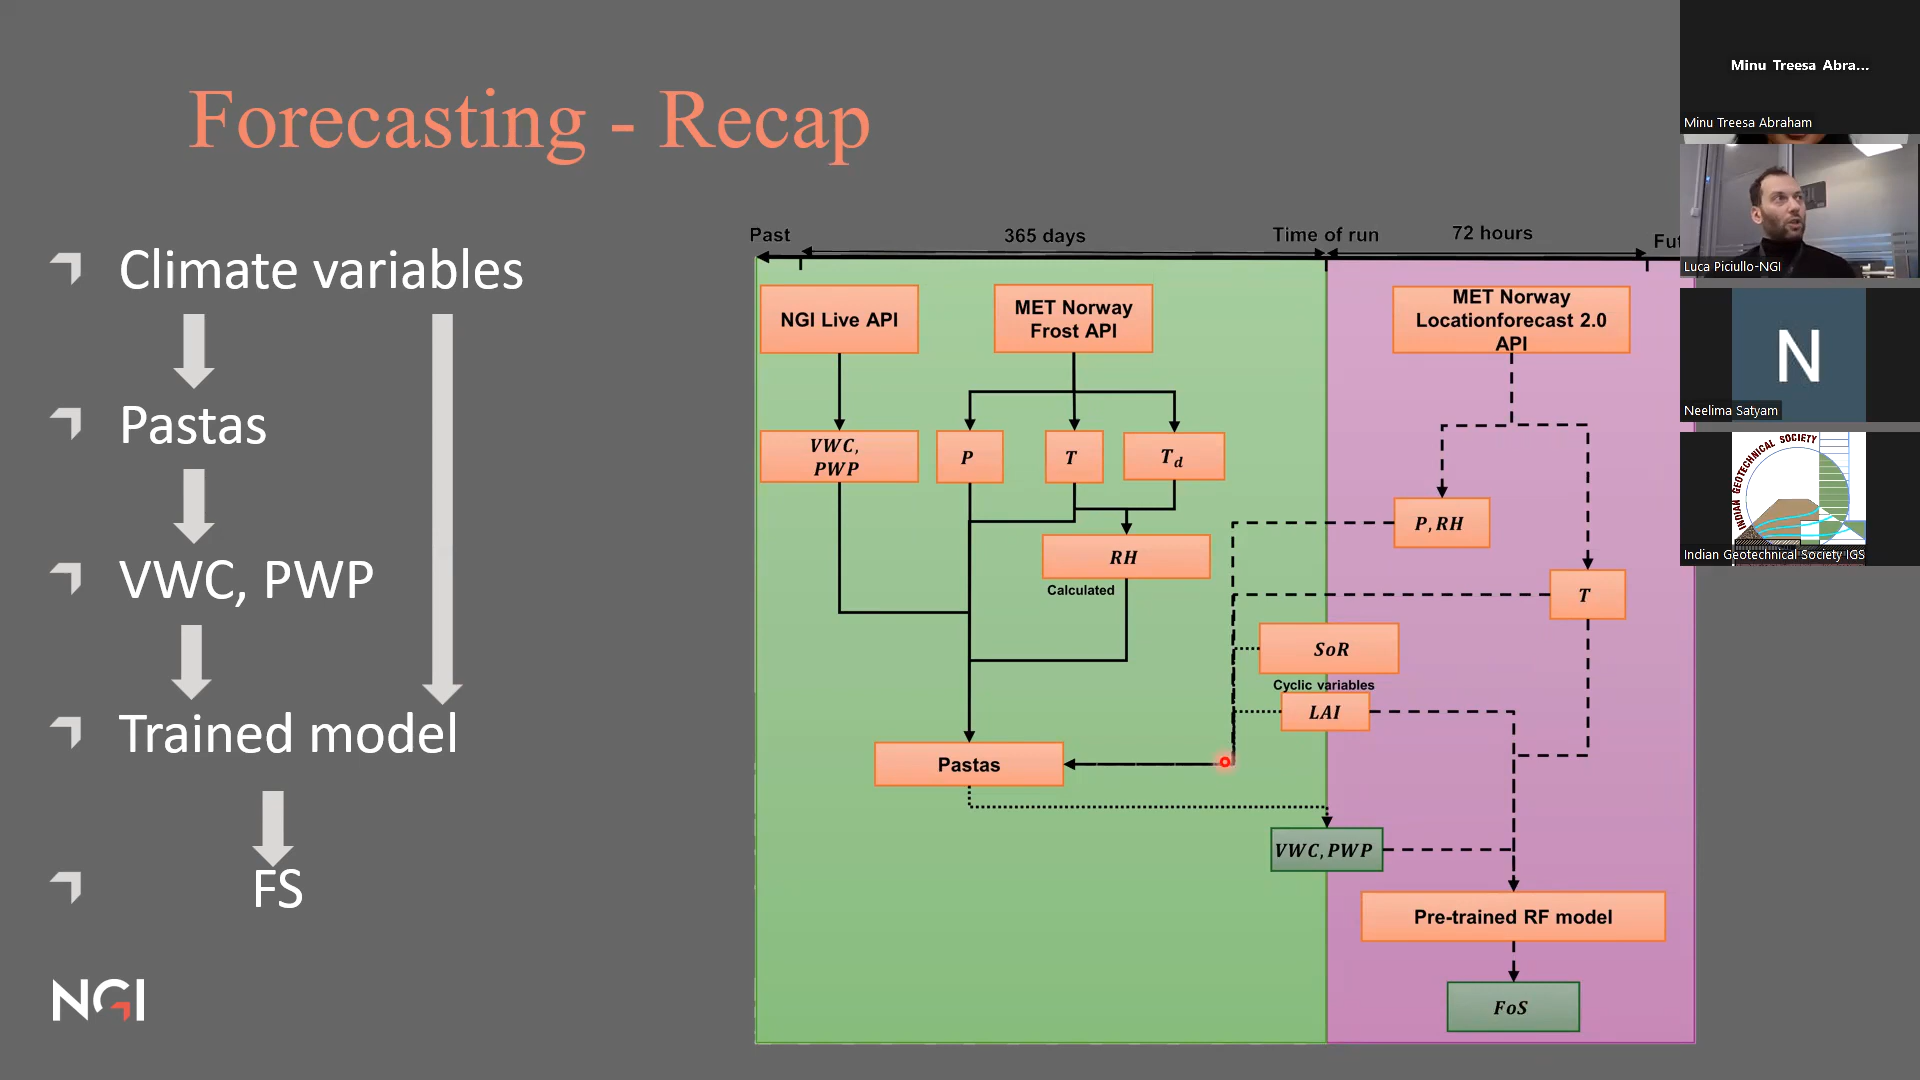 Forecasting - Recap
Climate variables
Pastas
VWC, PWP
Trained model
FS
NGI
Past
365 days
Time of run
72 hours
Fut
NGI Live API
MET Norway
Frost API
MET Norway
Locationforecast 2.0
API
VWC,
PWP
P
T
Td
P, RH
RH
Calculated
T
SoR
Cyclic variables
LAI
Pastas
VWC, PWP
Pre-trained RF model
FoS
Minu Treesa Abra...
Minu Treesa Abraham
Luca Piciullo-NGI
N
Neelima Satyam
INDIAN GEOTECHNICAL SOCIETY
Indian Geotechnical Society IGS